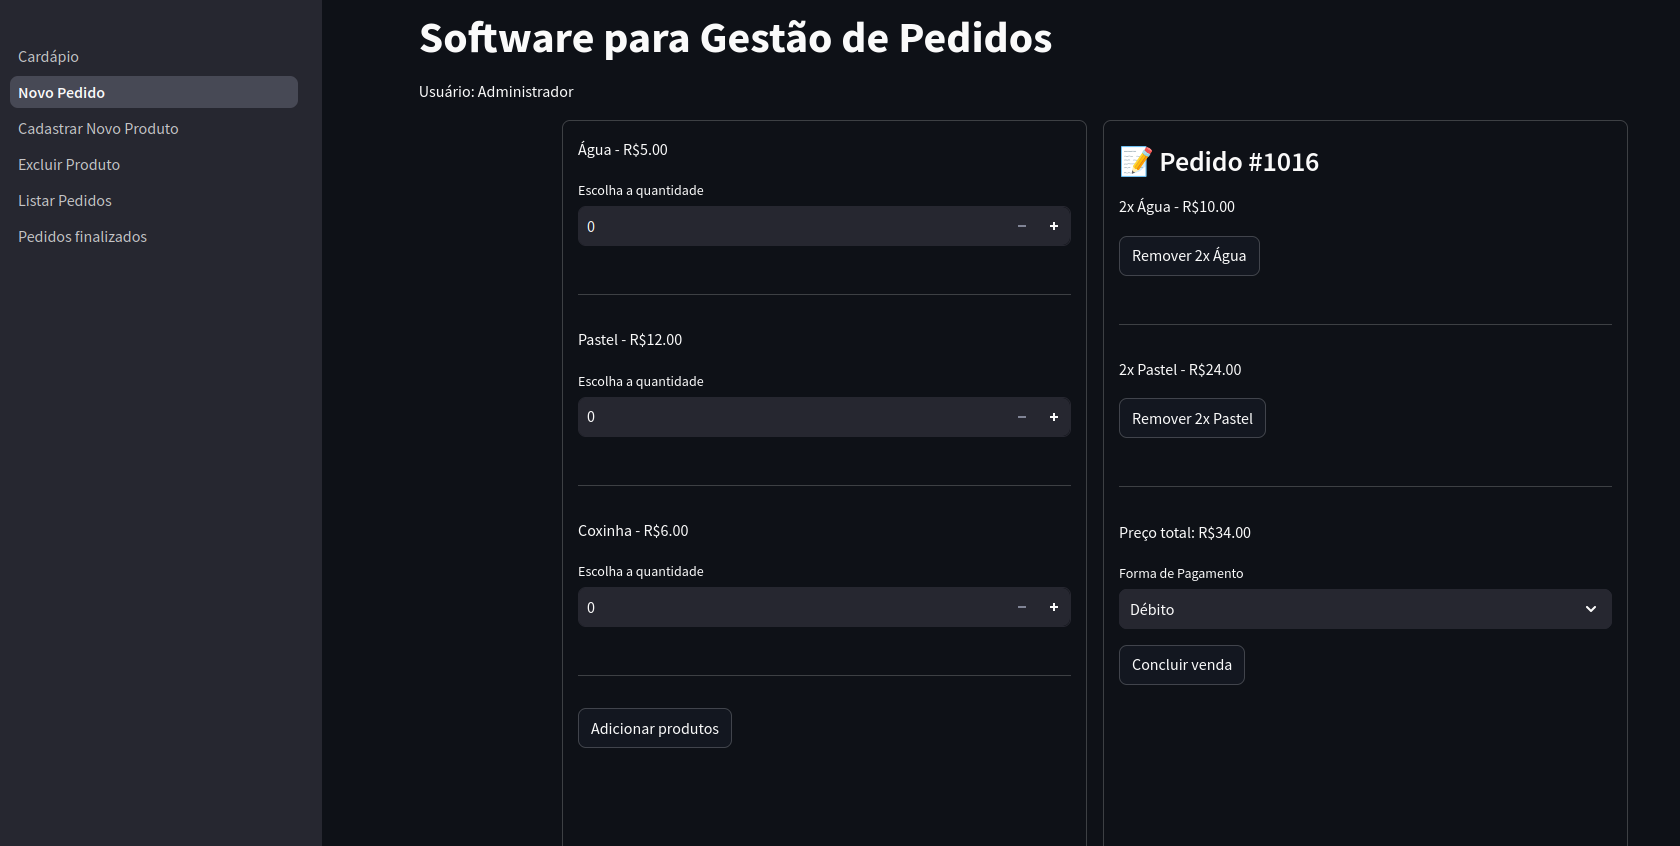 Cardápio
Novo Pedido
Cadastrar Novo Produto
Excluir Produto
Listar Pedidos
Pedidos finalizados
Software para Gestão de Pedidos
Usuário: Administrador
Água - R$5.00
Escolha a quantidade
0
Pastel - R$12.00
Escolha a quantidade
0
Coxinha - R$6.00
Escolha a quantidade
0
Adicionar produtos
Pedido #1016
2x Água - R$10.00
Remover 2x Água
2x Pastel - R$24.00
Remover 2x Pastel
Preço total: R$34.00
Forma de Pagamento
Débito
Concluir venda